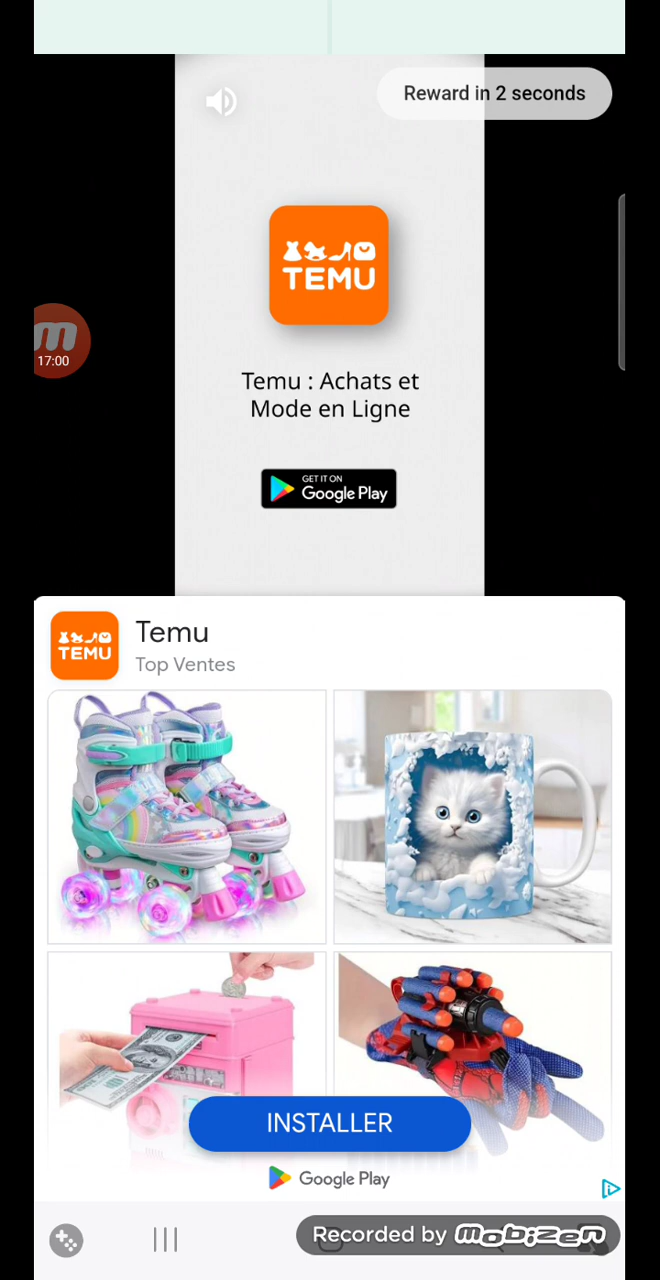 Reward in 2 seconds
TEMU
17:00
Temu : Achats et
Mode en Ligne
GET IT ON
Google Play
TEMU
Temu
Top Ventes
INSTALLER
Google Play
Recorded by mobizen